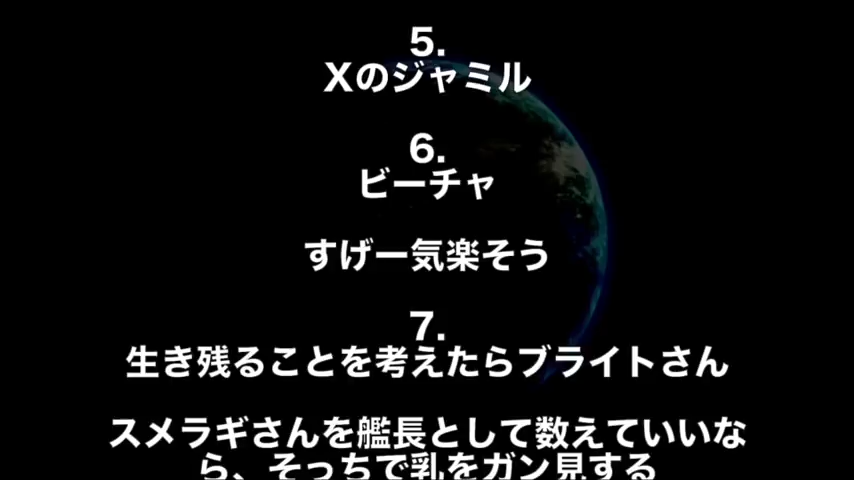 5.
Xのジャミル
6.
ビーチャ
すげー気楽そう
7.
生き残ることを考えたらブライトさん
スメラギさんを艦長として数えていいな
ら、そっちで乳をガン見する